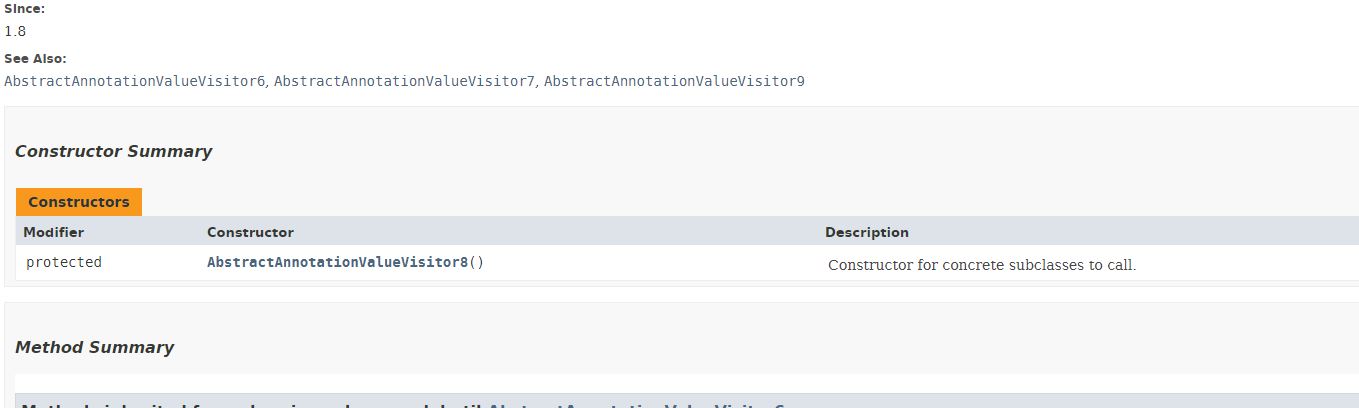 Since:
1.8
See Also:
AbstractAnnotationValueVisitor6, AbstractAnnotationValueVisitor7, AbstractAnnotationValueVisitor9
Constructor Summary
Constructors
Modifier Constructor Description
protected AbstractAnnotationValueVisitor8() Constructor for concrete subclasses to call.
Method Summary